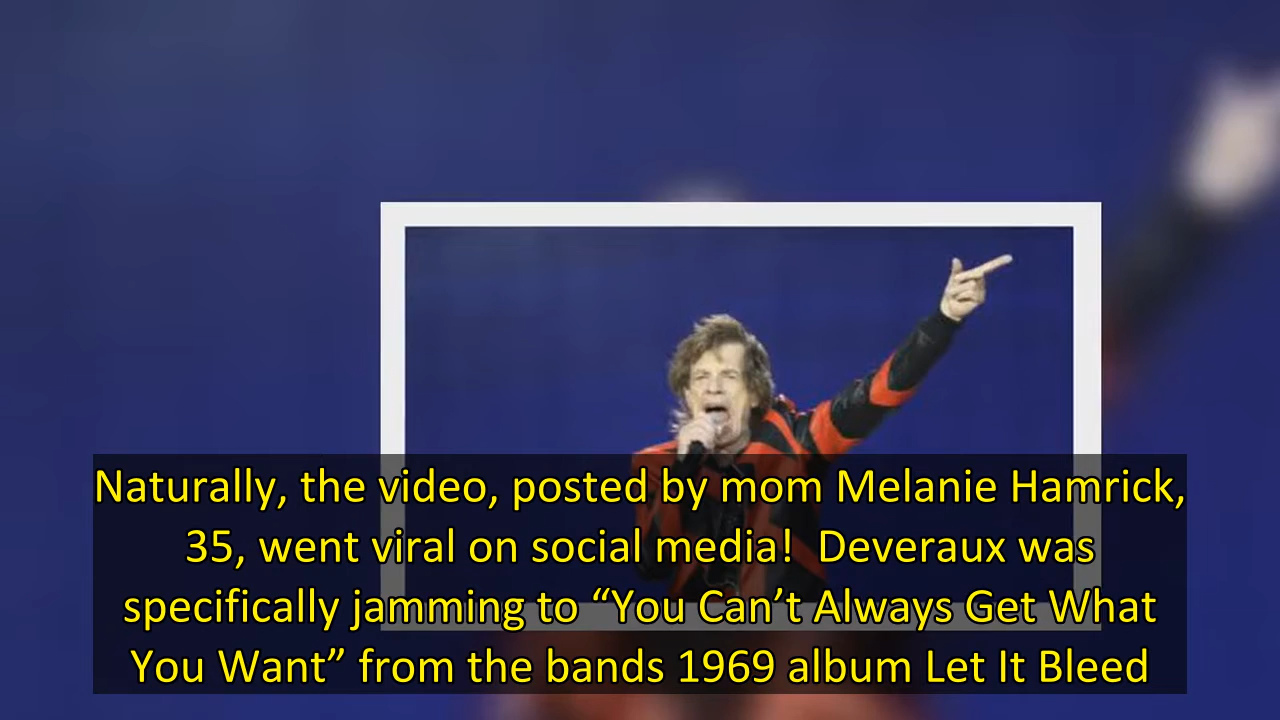 Naturally, the video, posted by mom Melanie Hamrick,
35, went viral on social media!  Deveraux was
specifically jamming to “You Can’t Always Get What
You Want” from the bands 1969 album Let It Bleed